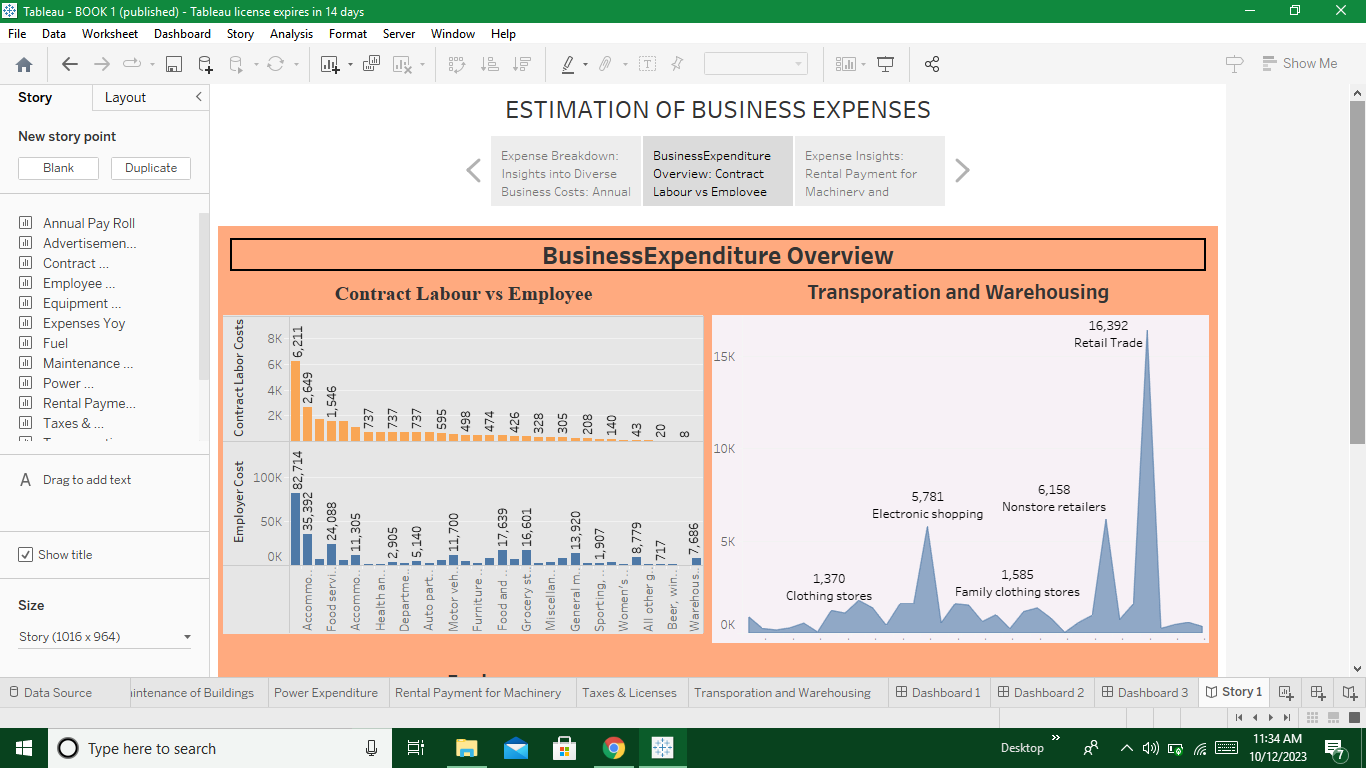 Tableau - BOOK 1 (published) - Tableau license expires in 14 days
File Data Worksheet Dashboard Story Analysis Format Server Window Help
Show Me
Story Layout
New story point
Blank Duplicate
Annual Pay Roll
Advertisemen...
Contract ...
Employee ...
Equipment ...
Expenses Yoy
Fuel
Maintenance ...
Power ...
Rental Payme...
Taxes & ...
A Drag to add text
Show title
Size
Story (1016 x 964)
ESTIMATION OF BUSINESS EXPENSES
Expense Breakdown:
Insights into Diverse
Business Costs: Annual
BusinessExpenditure
Overview: Contract
Labour vs Employee
Expense Insights:
Rental Payment for
Machinery and
BusinessExpenditure Overview
Contract Labour vs Employee
Contract Labor Costs
8K
6K
4K
2K
6,211
2,649
1,546
737
737
737
595
498
474
426
328
305
208
140
43
20
8
Employer Cost
100K
50K
0K
82,714
35,392
24,088
11,305
2,905
5,140
11,700
17,639
16,601
13,920
1,907
8,779
717
7,686
Accommo..
Food servi..
Accommo..
Health an..
Departme..
Auto part..
Motor veh..
Furniture ..
Food and ..
Grocery st..
Miscellan..
General m..
Sporting, ..
Women's ..
All other g..
Beer, win..
Warehous..
Transporation and Warehousing
15K
10K
5K
0K
16,392
Retail Trade
5,781
Electronic shopping
6,158
Nonstore retailers
1,370
Clothing stores
1,585
Family clothing stores
Data Source
aintenance of Buildings
Power Expenditure
Rental Payment for Machinery
Taxes & Licenses
Transporation and Warehousing
Dashboard 1
Dashboard 2
Dashboard 3
Story 1
Type here to search
Desktop
11:34 AM
10/12/2023
7